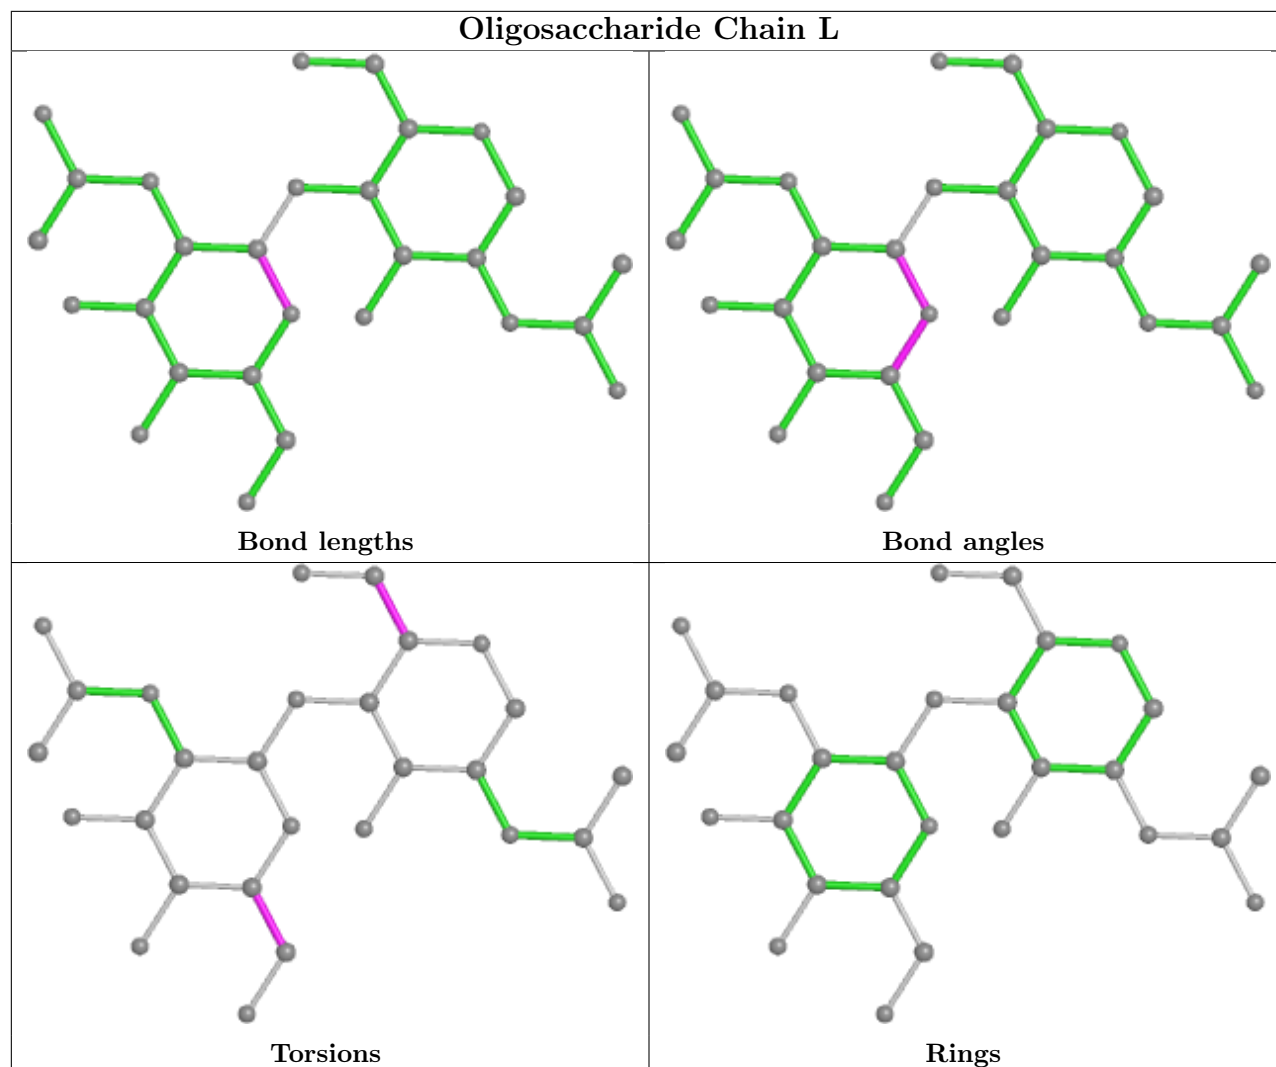 Oligosaccharide Chain L
Bond lengths
Bond angles
Torsions
Rings